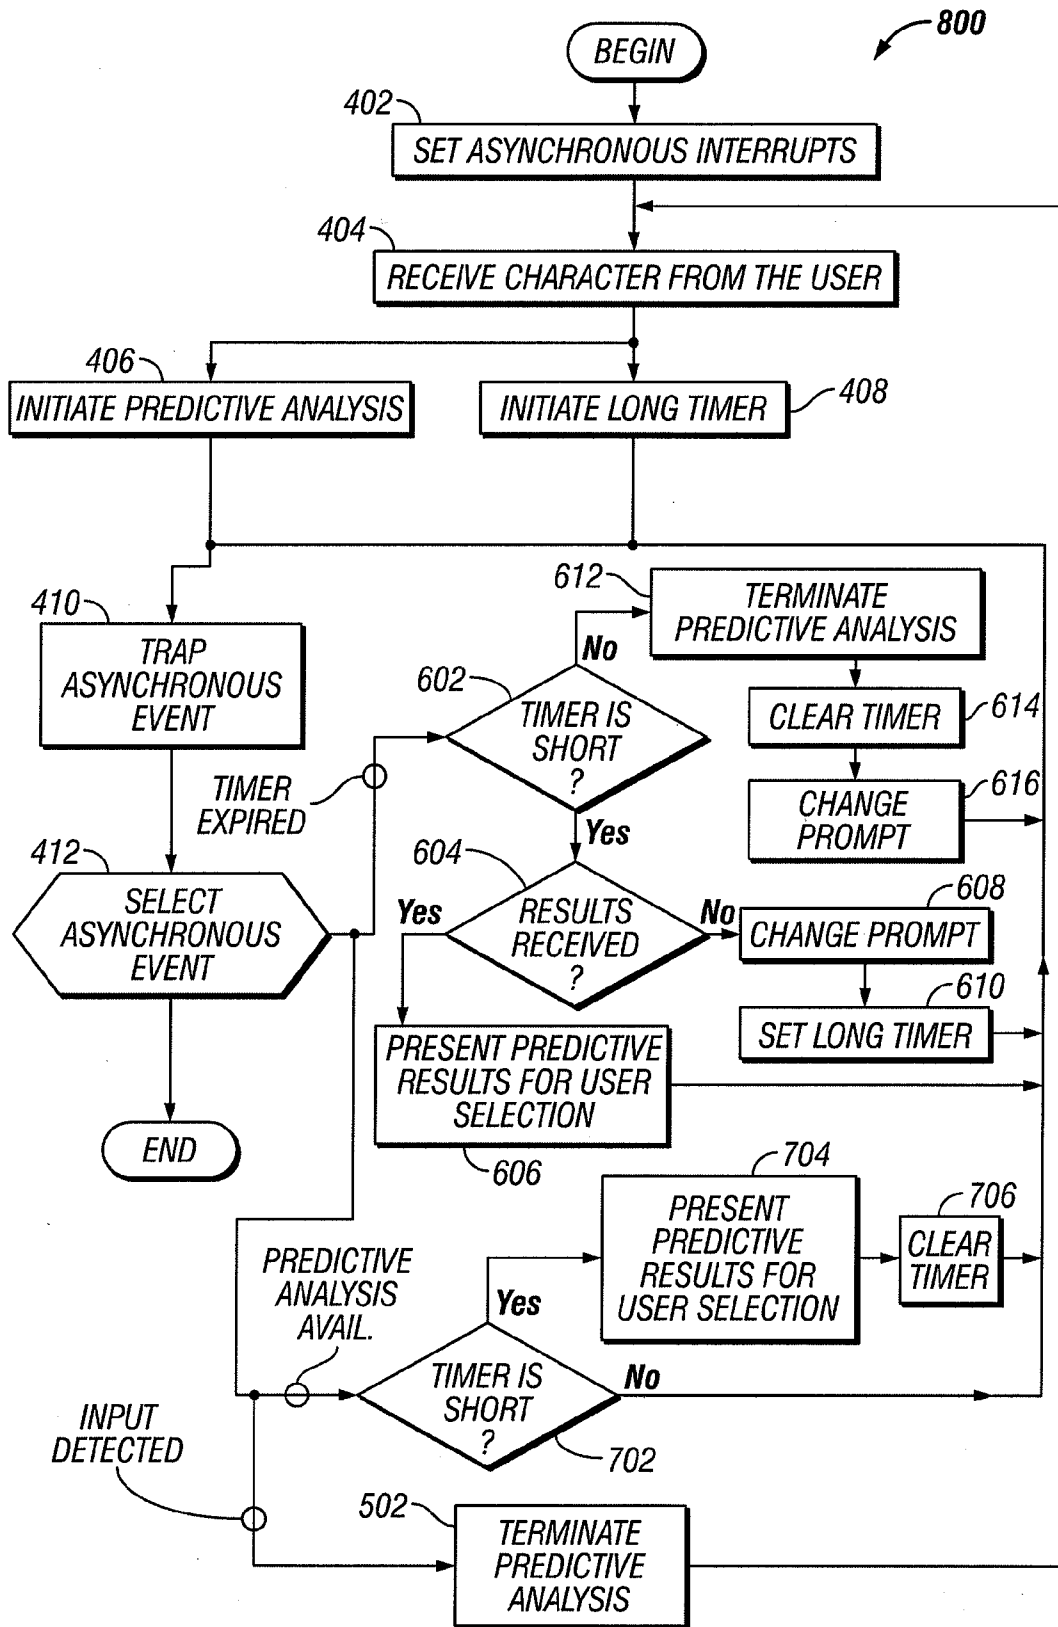 800
BEGIN
402
SET ASYNCHRONOUS INTERRUPTS
404
RECEIVE CHARACTER FROM THE USER
406
INITIATE PREDICTIVE ANALYSIS
INITIATE LONG TIMER
408
410
TRAP
ASYNCHRONOUS
EVENT
612
TERMINATE
PREDICTIVE ANALYSIS
No
602
TIMER IS
SHORT
?
CLEAR TIMER
614
TIMER
EXPIRED
CHANGE
PROMPT
616
Yes
412
SELECT
ASYNCHRONOUS
EVENT
604
Yes
RESULTS
RECEIVED
?
No
608
CHANGE PROMPT
610
SET LONG TIMER
PRESENT PREDICTIVE
RESULTS FOR USER
SELECTION
606
END
704
PRESENT
PREDICTIVE
RESULTS FOR
USER SELECTION
706
CLEAR
TIMER
PREDICTIVE
ANALYSIS
AVAIL.
Yes
TIMER IS
SHORT
?
No
702
INPUT
DETECTED
502
TERMINATE
PREDICTIVE
ANALYSIS